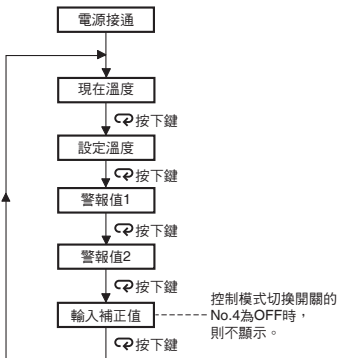 電源接通
現在溫度
按下鍵
設定溫度
按下鍵
警報值1
按下鍵
警報值2
按下鍵
輸入補正值
控制模式切換開關的
No.4為OFF時，
則不顯示。
按下鍵